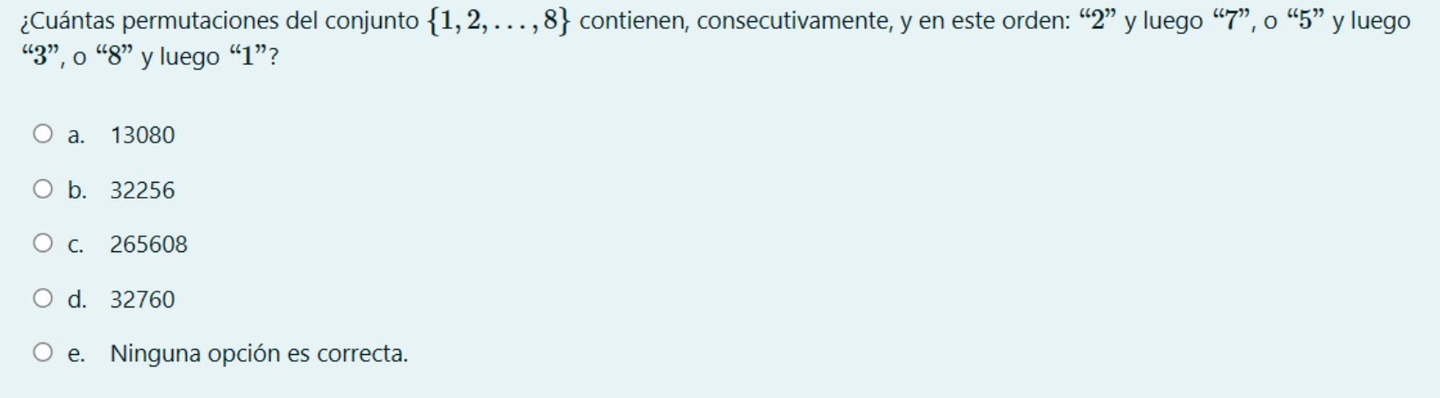 ¿Cuántas permutaciones del conjunto {1, 2, . . . , 8} contienen, consecutivamente, y en este orden: “2” y luego “7”, o “5” y luego
“3”, o “8” y luego “1”?
a. 13080
b. 32256
c. 265608
d. 32760
e. Ninguna opción es correcta.